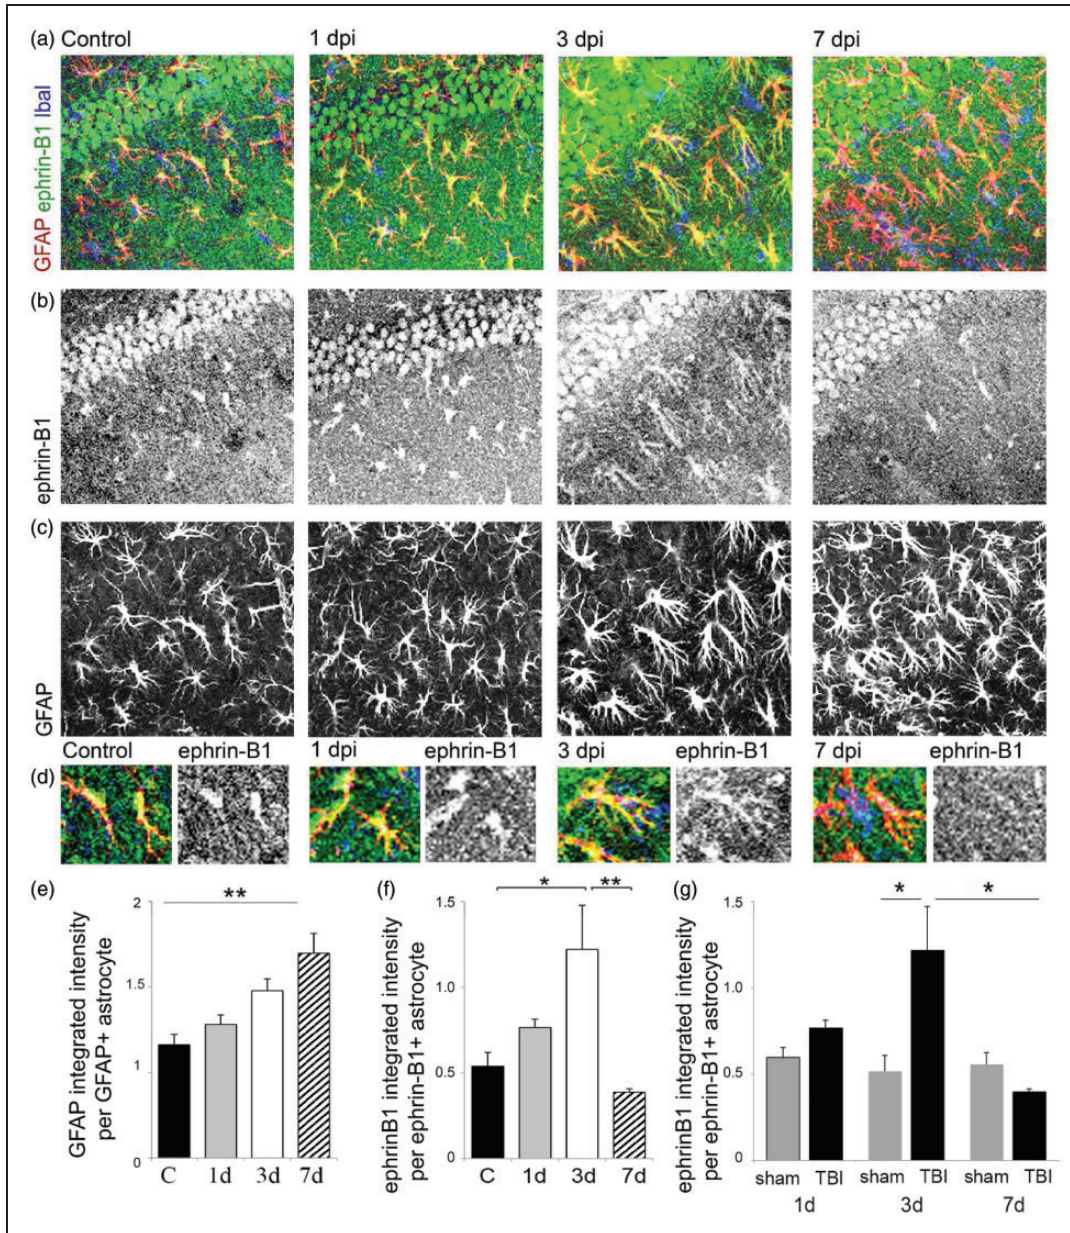 (a) Control 1 dpi 3 dpi 7 dpi
GFAP ephrin-B1 Ibal
(b)
ephrin-B1
(c)
GFAP
Control ephrin-B1 1 dpi ephrin-B1 3 dpi ephrin-B1 7 dpi ephrin-B1
(d)
(e)
GFAP integrated intensity
per GFAP+ astrocyte
2
1.5
1
0
**
C 1d 3d 7d
(f)
ephrinB1 integrated intensity
per ephrin-B1+ astrocyte
1.5
1.0
0.5
0
* **
C 1d 3d 7d
(g)
ephrinB1 integrated intensity
per ephrin-B1+ astrocyte
1.5
1.0
0.5
0
* *
sham TBI sham TBI sham TBI
1d 3d 7d